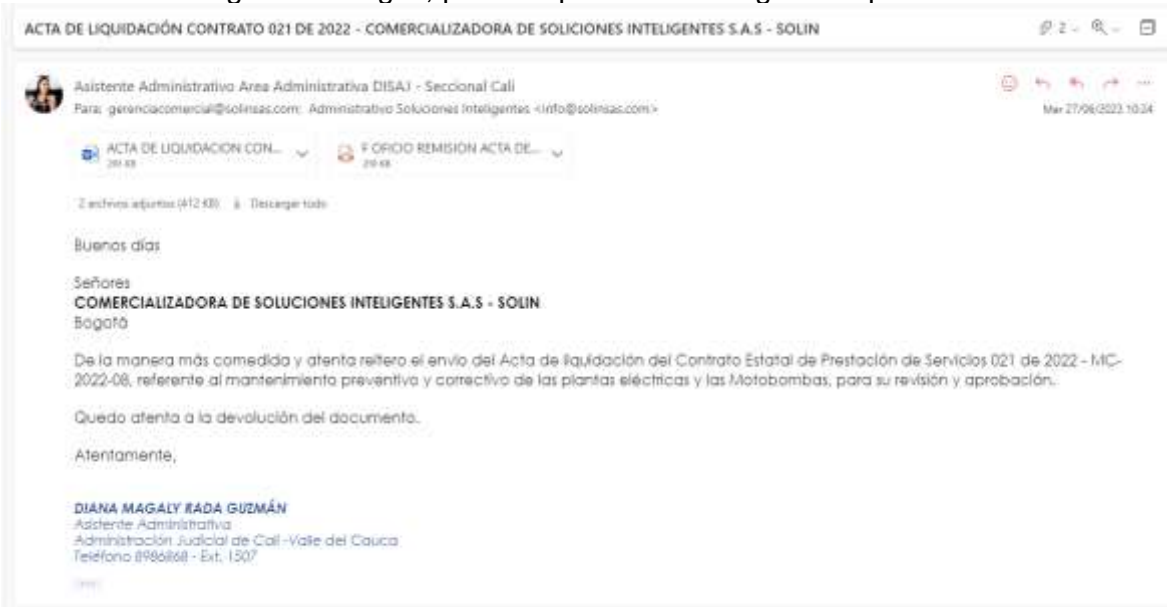 ACTA DE LIQUIDACIÓN CONTRATO 021 DE 2022 - COMERCIALIZADORA DE SOLICIONES INTELIGENTES S.A.S - SOLIN
2
Asistente Administrativo Area Administrativa DISAJ - Seccional Cali
Para: gerenciacomercial@solinsas.com; Administrativo Soluciones Inteligentes <info@solinsas.com>
Mar 27/06/2023 10:24
ACTA DE LIQUIDACION CON...
F OFICIO REMISIÓN ACTA DE...
2 archivos adjuntos (412 KB) Descargar todo
Buenos días
Señores
COMERCIALIZADORA DE SOLUCIONES INTELIGENTES S.A.S - SOLIN
Bogotá
De la manera más comedida y atenta reitero el envío del Acta de liquidación del Contrato Estatal de Prestación de Servicios 021 de 2022 - MC-
2022-08, referente al mantenimiento preventivo y correctivo de las plantas eléctricas y las Motobombas, para su revisión y aprobación.
Quedo atenta a la devolución del documento.
Atentamente,
DIANA MAGALY RADA GUZMÁN
Asistente Administrativa
Administración Judicial de Cali -Valle del Cauca
Teléfono 8986868 - Ext. 1507